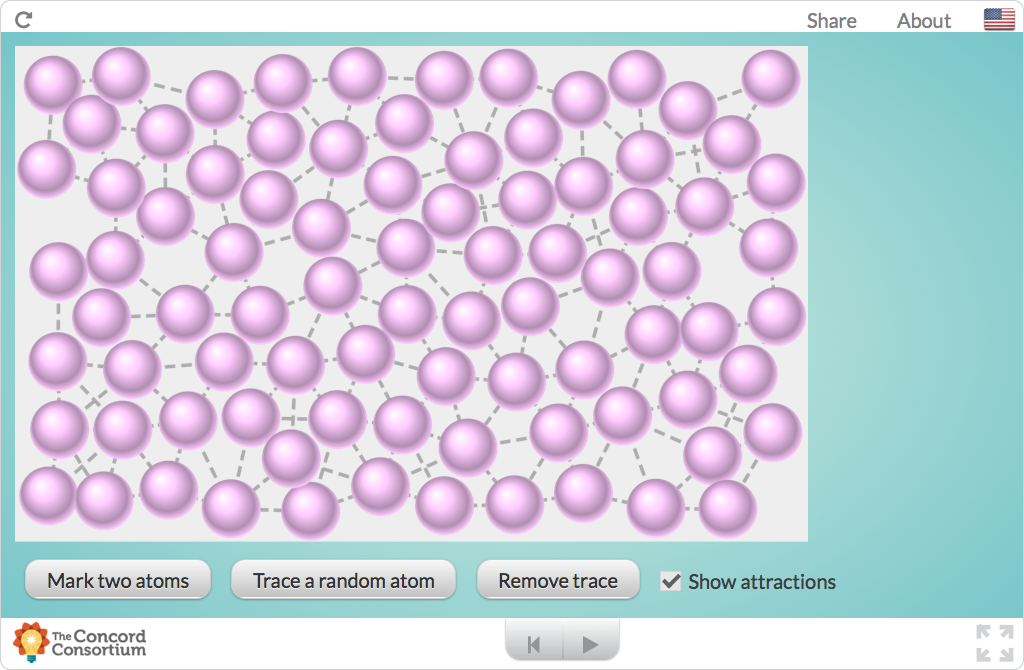 Share About
Mark two atoms Trace a random atom Remove trace Show attractions
The Concord
Consortium